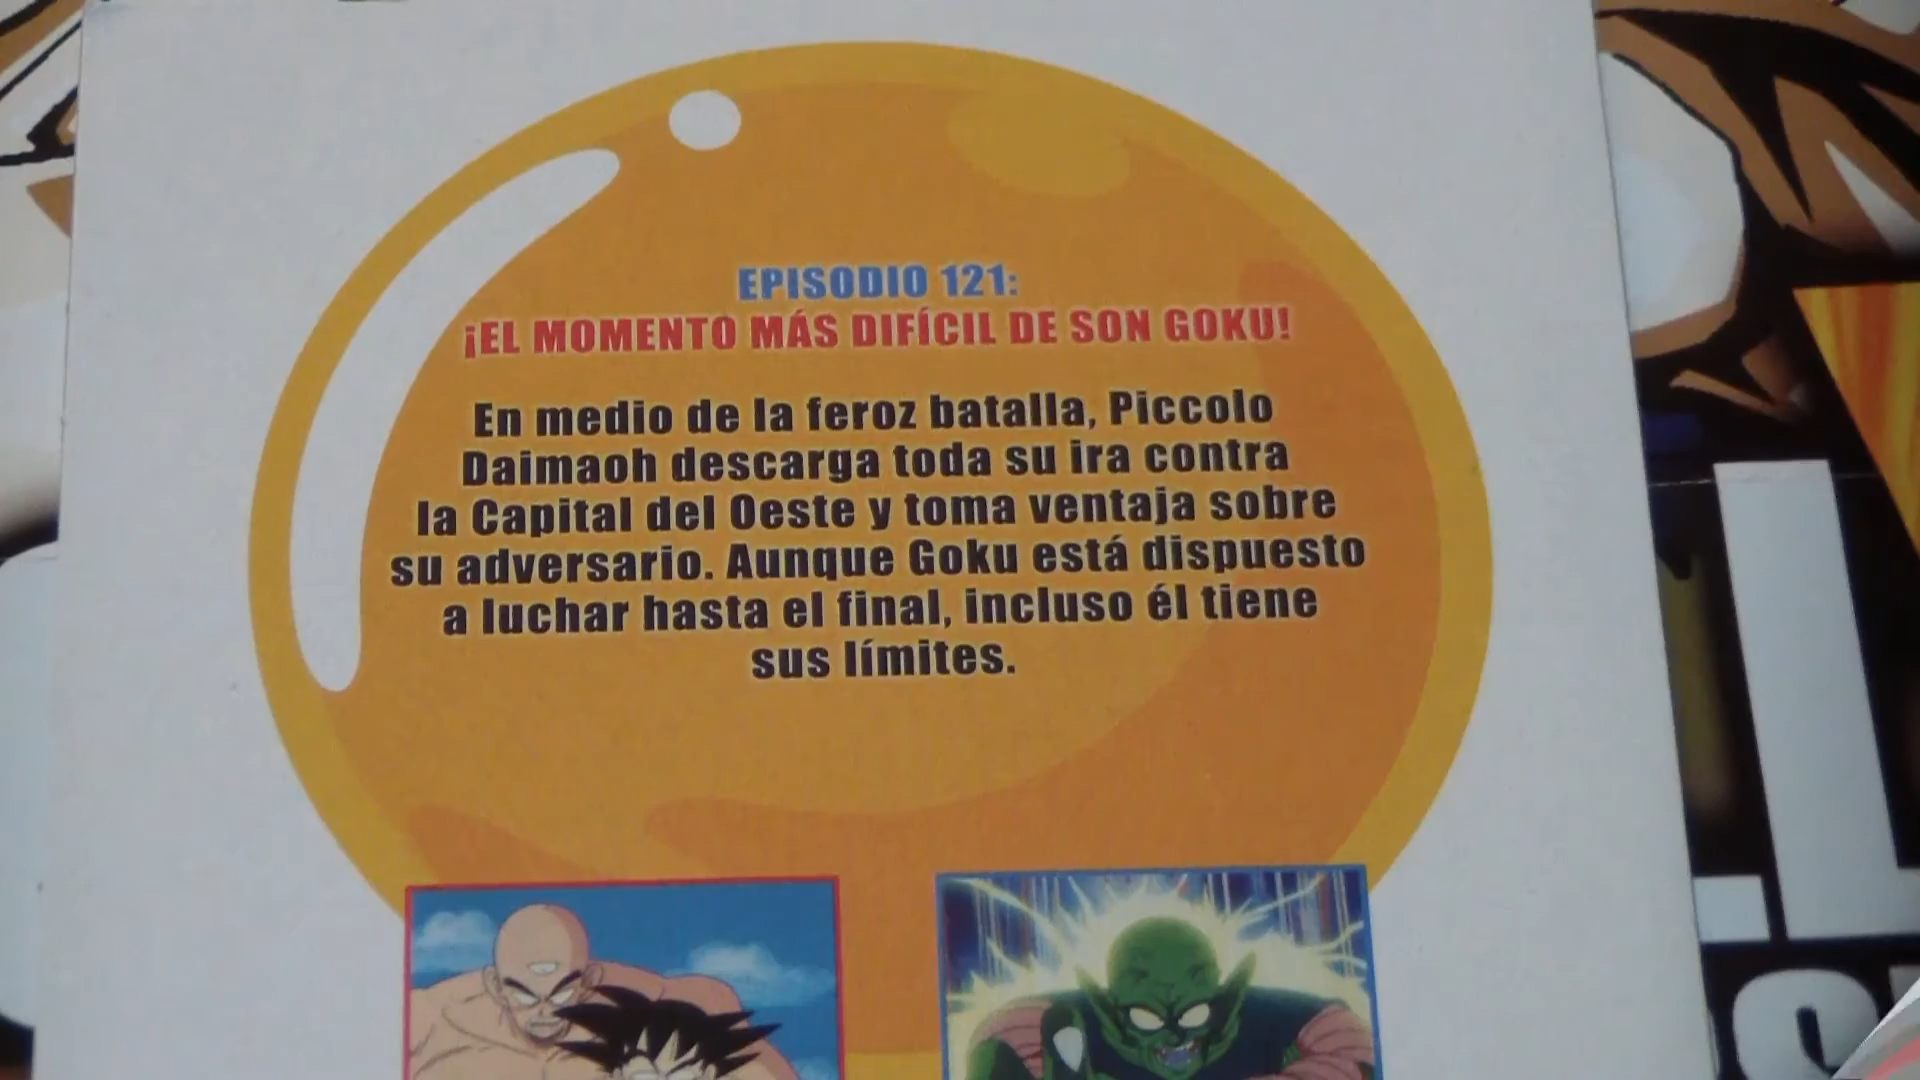 EPISODIO 121:
¡EL MOMENTO MÁS DIFÍCIL DE SON GOKU!
En medio de la feroz batalla, Piccolo
Daimaoh descarga toda su ira contra
la Capital del Oeste y toma ventaja sobre
su adversario. Aunque Goku está dispuesto
a luchar hasta el final, incluso él tiene
sus límites.